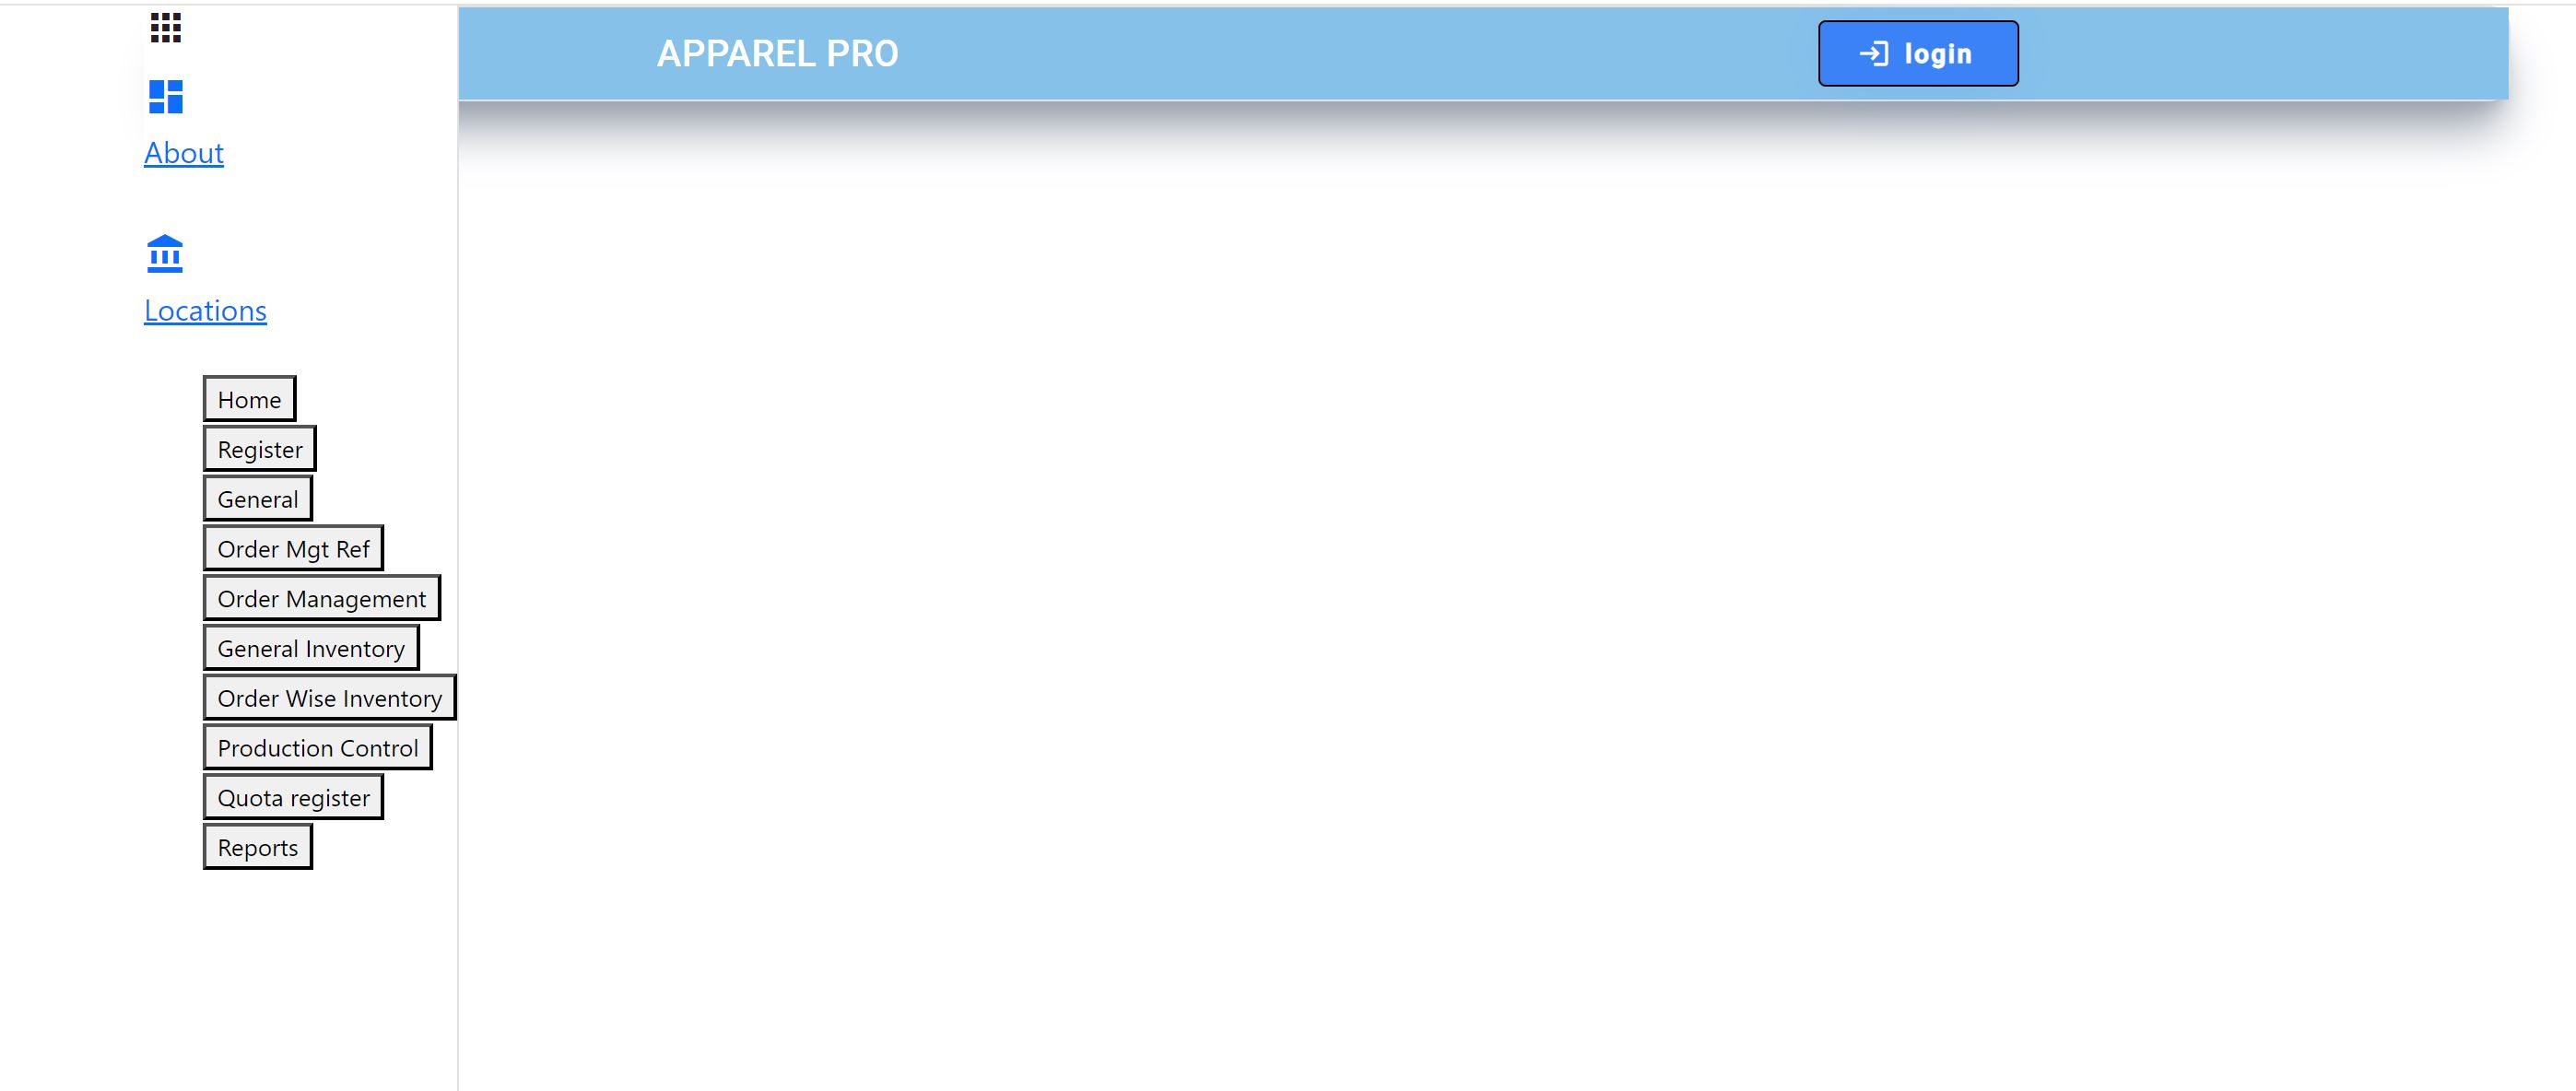 APPAREL PRO
login
About
Locations
Home
Register
General
Order Mgt Ref
Order Management
General Inventory
Order Wise Inventory
Production Control
Quota register
Reports